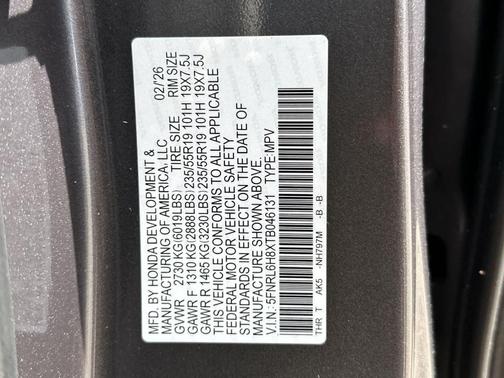 MFD. BY HONDA DEVELOPMENT & 02/'26
MANUFACTURING OF AMERICA, LLC
GVWR 2730 KG(6019LBS) TIRE SIZE RIM SIZE
GAWR F 1310 KG(2888LBS)235/55R19 101H 19X7.5J
GAWR R 1465 KG(3230LBS)235/55R19 101H 19X7.5J
THIS VEHICLE CONFORMS TO ALL APPLICABLE
FEDERAL MOTOR VEHICLE SAFETY
STANDARDS IN EFFECT ON THE DATE OF
MANUFACTURE SHOWN ABOVE.
V.I.N: 5FNRL6H8XTB046131 TYPE:MPV
THR T AK5 -NH797M -B -B